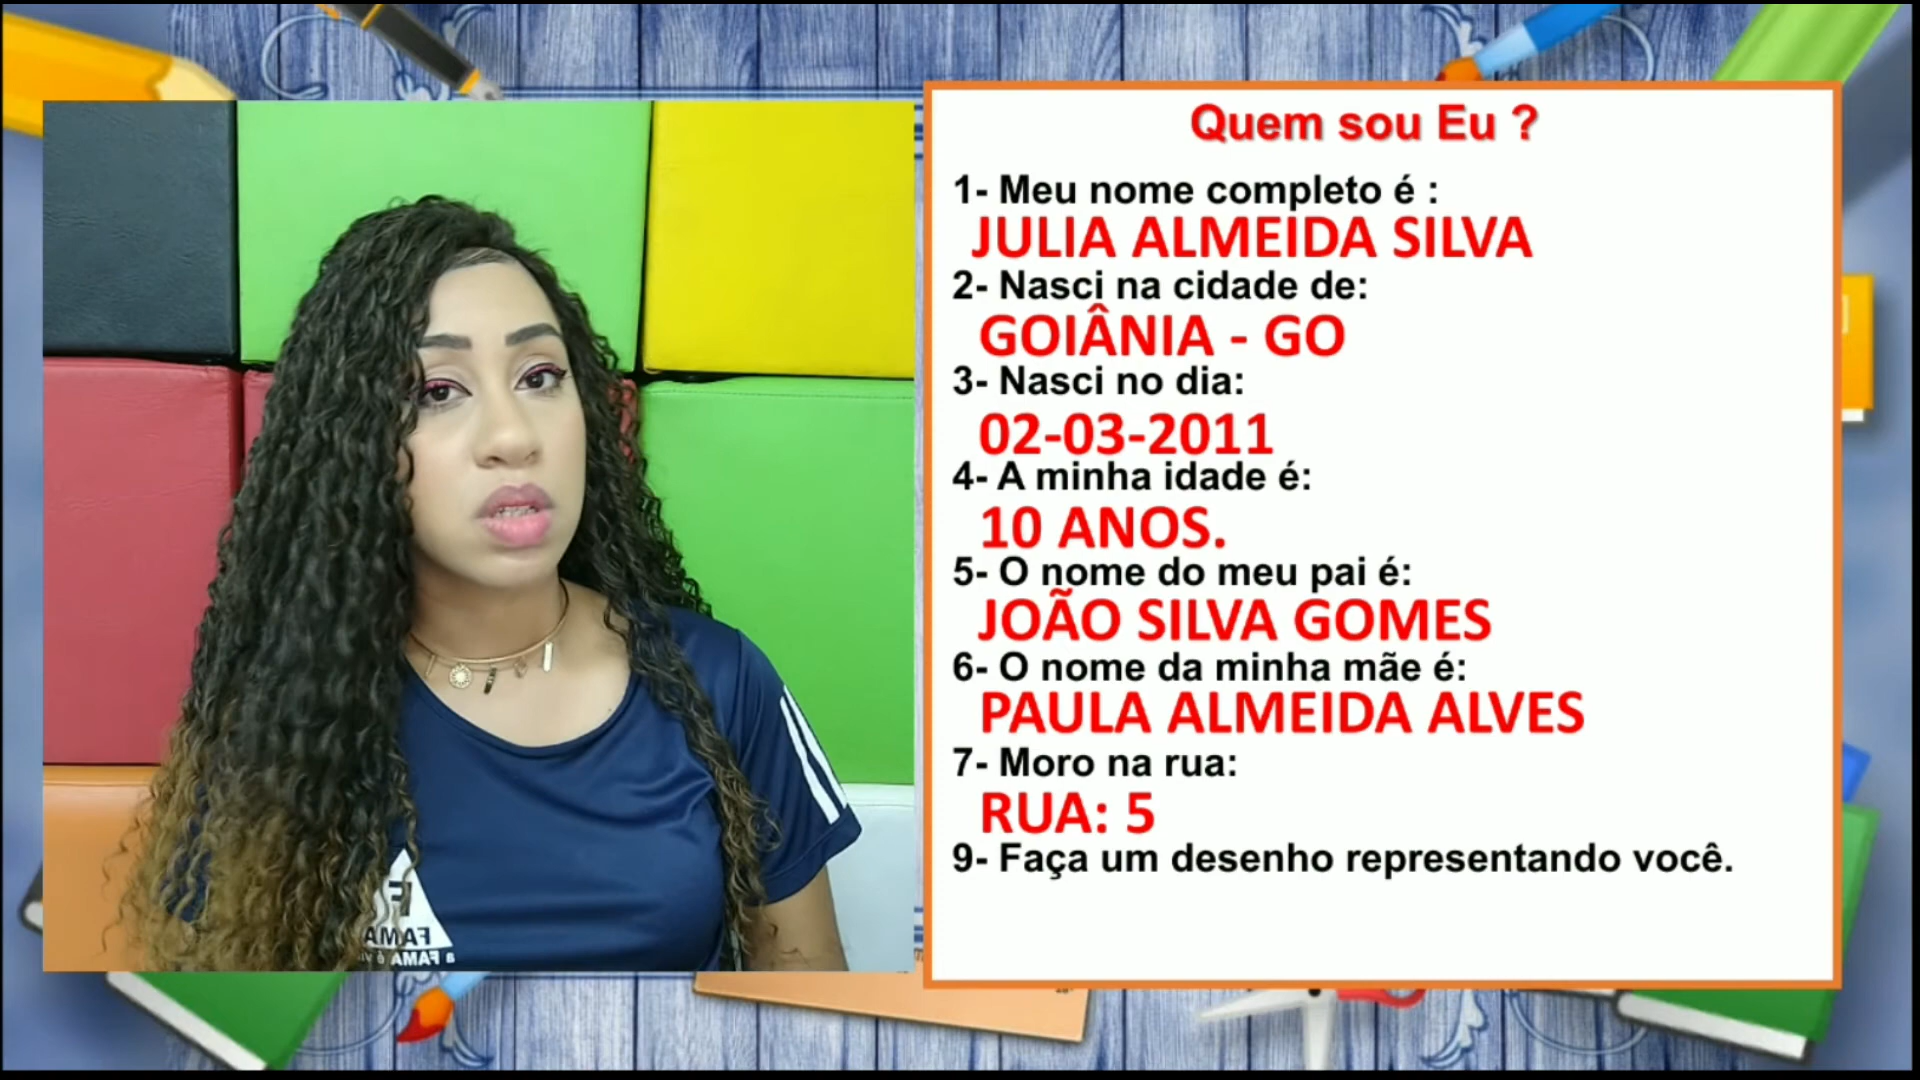 Quem sou Eu ?
1- Meu nome completo é :
JULIA ALMEIDA SILVA
2- Nasci na cidade de:
GOIÂNIA - GO
3- Nasci no dia:
02-03-2011
4- A minha idade é:
10 ANOS.
5- O nome do meu pai é:
JOÃO SILVA GOMES
6- O nome da minha mãe é:
PAULA ALMEIDA ALVES
7- Moro na rua:
RUA: 5
9- Faça um desenho representando você.
F
FAMA
a FAMA é